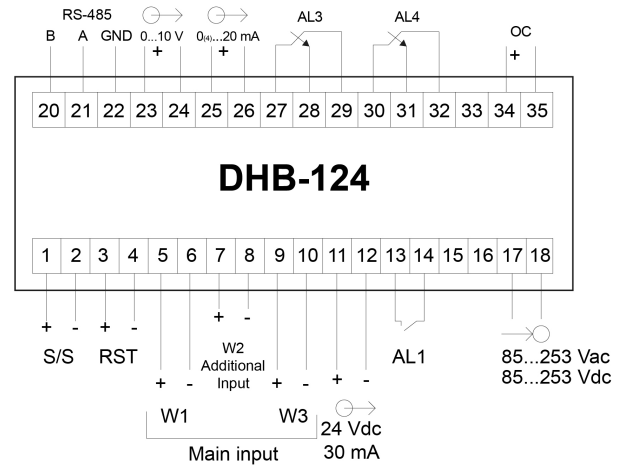 RS-485
AL3
AL4
B A GND 0...10 V 0(4)...20 mA
OC
+ + +
20 21 22 23 24 25 26 27 28 29 30 31 32 33 34 35
DHB-124
1 2 3 4 5 6 7 8 9 10 11 12 13 14 15 16 17 18
+ - + - + -
S/S RST
W2
Additional
Input
AL1
85...253 Vac
85...253 Vdc
+ - + - + -
W1 W3
24 Vdc
30 mA
Main input